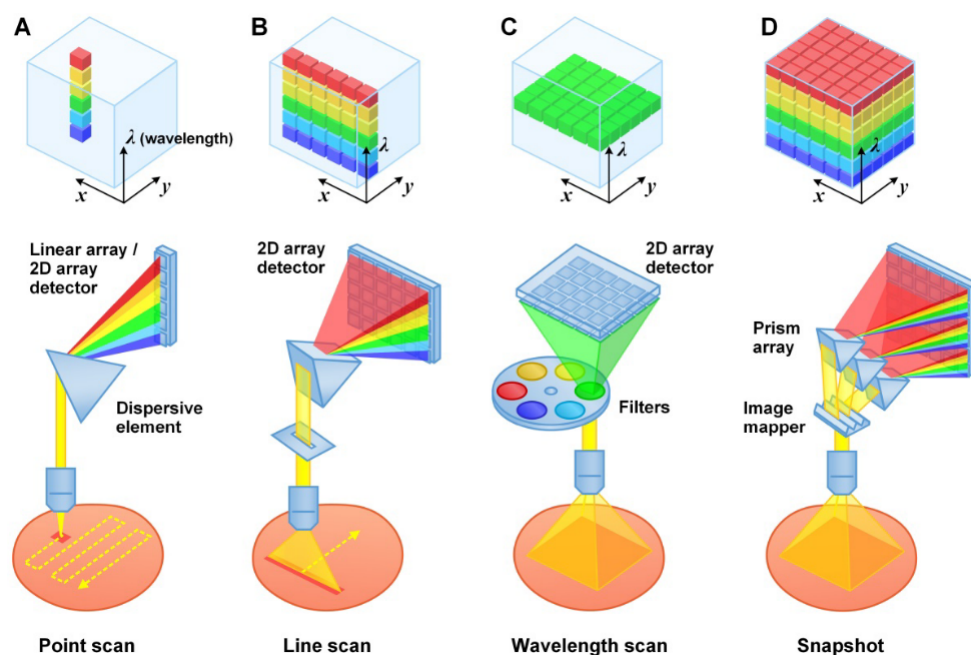 A
B
C
D
λ (wavelength)
λ
λ
λ
x
y
x
y
x
y
x
y
Linear array /
2D array
detector
Dispersive
element
2D array
detector
2D array
detector
Filters
Prism
array
Image
mapper
Point scan
Line scan
Wavelength scan
Snapshot